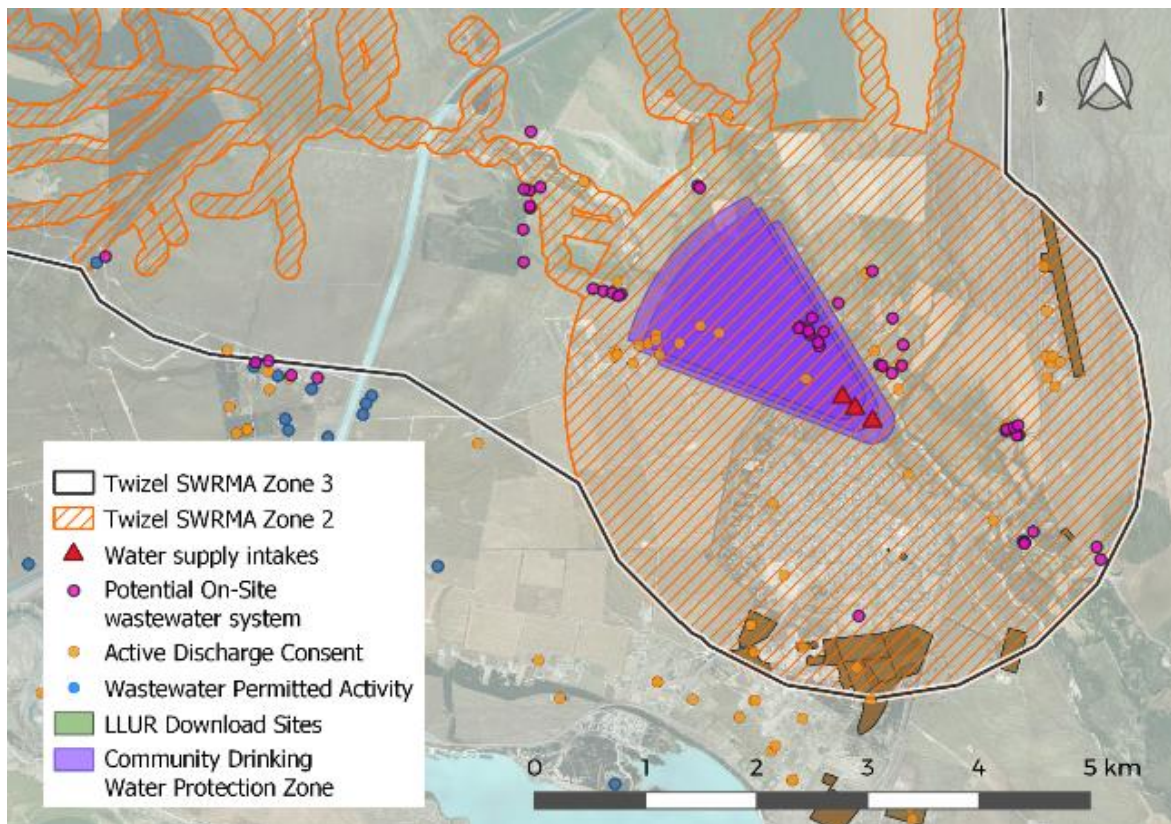 Twizel SWRMA Zone 3
Twizel SWRMA Zone 2
Water supply intakes
Potential On-Site
wastewater system
Active Discharge Consent
Wastewater Permitted Activity
LLUR Download Sites
Community Drinking
Water Protection Zone
0 1 2 3 4 5 km